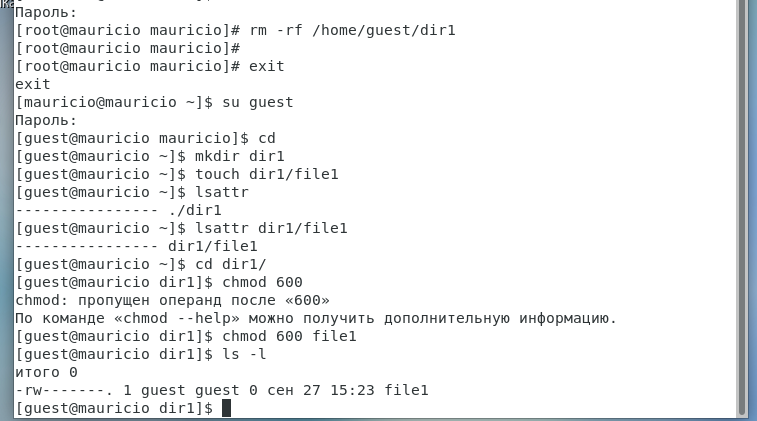 Пароль:
[root@mauricio mauricio]# rm -rf /home/guest/dir1
[root@mauricio mauricio]#
[root@mauricio mauricio]# exit
exit
[mauricio@mauricio ~]$ su guest
Пароль:
[guest@mauricio mauricio]$ cd
[guest@mauricio ~]$ mkdir dir1
[guest@mauricio ~]$ touch dir1/file1
[guest@mauricio ~]$ lsattr
---------------- ./dir1
[guest@mauricio ~]$ lsattr dir1/file1
---------------- dir1/file1
[guest@mauricio ~]$ cd dir1/
[guest@mauricio dir1]$ chmod 600
chmod: пропущен операнд после «600»
По команде «chmod --help» можно получить дополнительную информацию.
[guest@mauricio dir1]$ chmod 600 file1
[guest@mauricio dir1]$ ls -l
итого 0
-rw-------. 1 guest guest 0 сен 27 15:23 file1
[guest@mauricio dir1]$